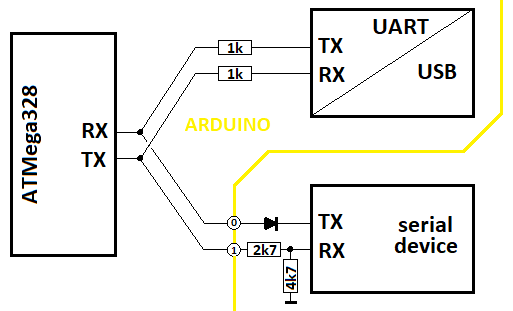 ATMega328
RX
TX
1k
1k
TX
RX
UART
USB
ARDUINO
0
1
2k7
4k7
TX
RX
serial
device